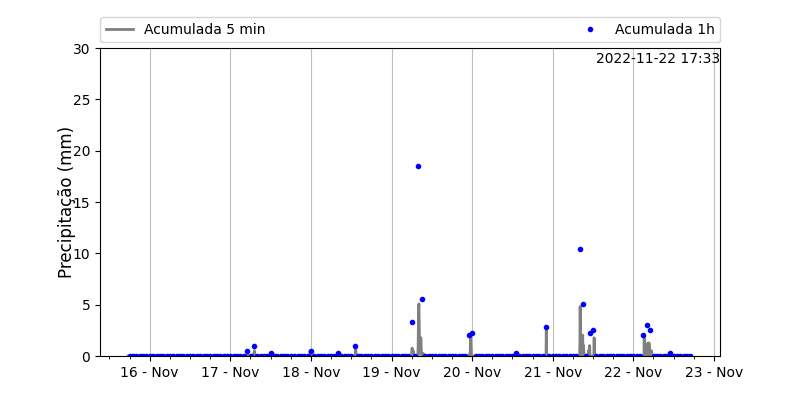 Acumulada 5 min
Acumulada 1h
2022-11-22 17:33
Precipitação (mm)
30
25
20
15
10
5
0
16 - Nov
17 - Nov
18 - Nov
19 - Nov
20 - Nov
21 - Nov
22 - Nov
23 - Nov